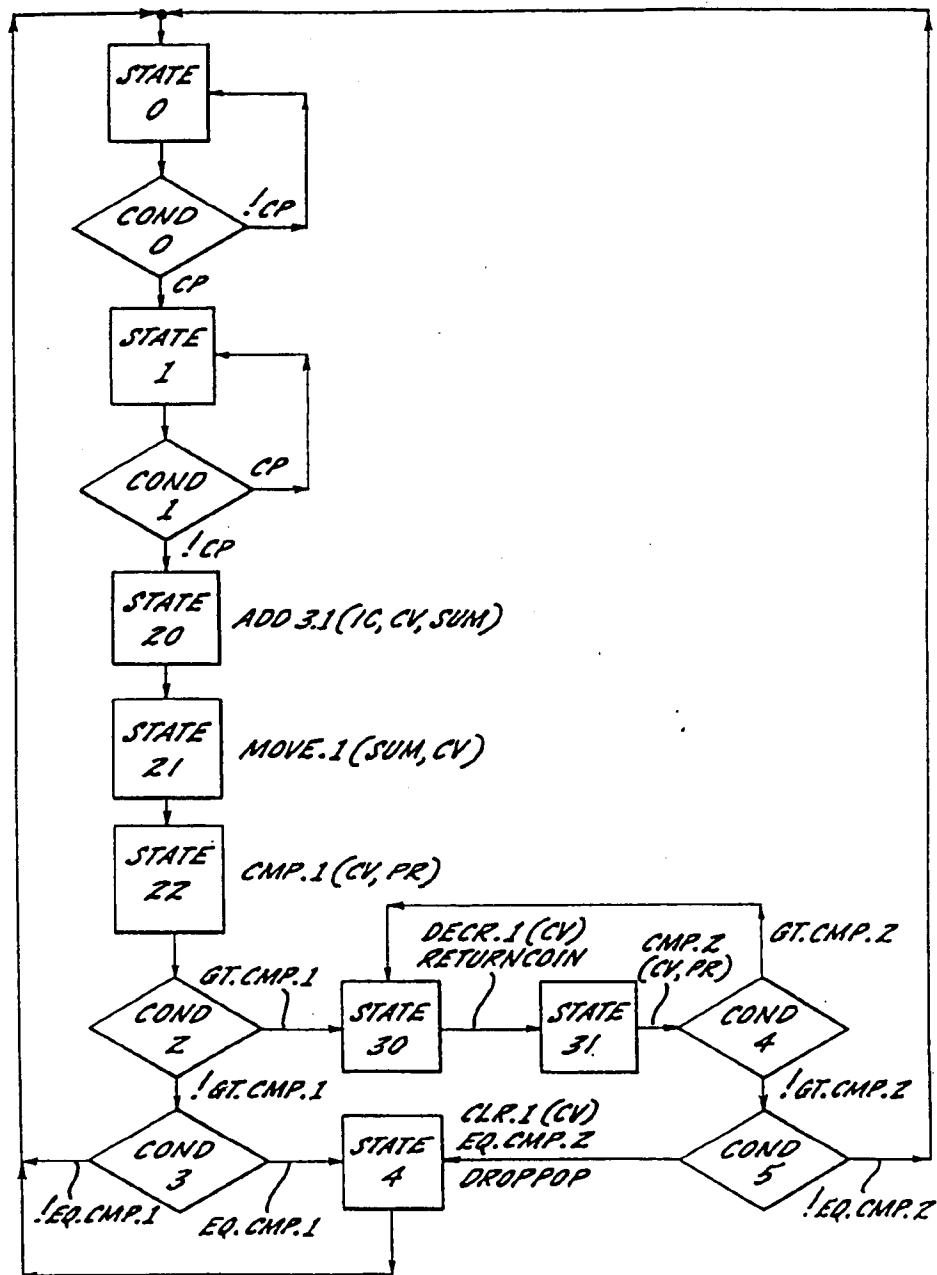 STATE
0
COND
0
!CP
CP
STATE
1
COND
1
CP
!CP
STATE
20
ADD 3.1 (IC, CV, SUM)
STATE
21
MOVE.1 (SUM, CV)
STATE
22
CMP.1 (CV, PR)
DECR.1 (CV)
RETURNCOIN
CMP.2
(CV, PR)
GT.CMP.2
COND
2
GT.CMP.1
STATE
30
STATE
31
COND
4
!GT.CMP.1
!GT.CMP.2
COND
3
!EQ.CMP.1
EQ.CMP.1
STATE
4
CLR.1 (CV)
EQ.CMP.2
DROPPOP
COND
5
!EQ.CMP.2